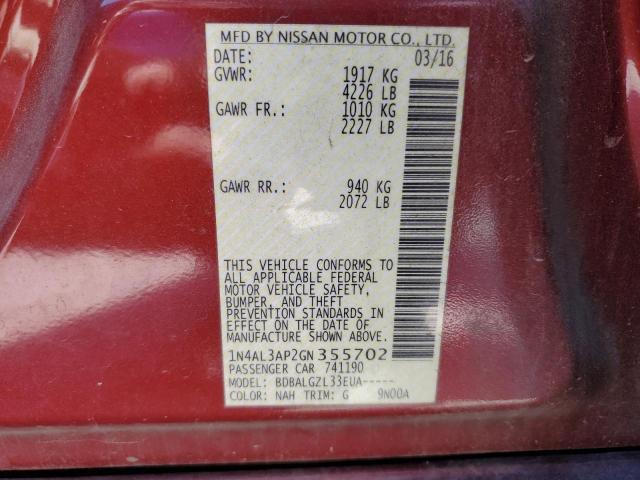 MFD BY NISSAN MOTOR CO., LTD.
DATE: 03/16
GVWR: 1917 KG
4226 LB
GAWR FR.: 1010 KG
2227 LB
GAWR RR.: 940 KG
2072 LB
THIS VEHICLE CONFORMS TO
ALL APPLICABLE FEDERAL
MOTOR VEHICLE SAFETY,
BUMPER, AND THEFT
PREVENTION STANDARDS IN
EFFECT ON THE DATE OF
MANUFACTURE SHOWN ABOVE.
1N4AL3AP2GN355702
PASSENGER CAR 741190
MODEL: BDBALGZL33EUA-----
COLOR: NAH TRIM: G 9N00A